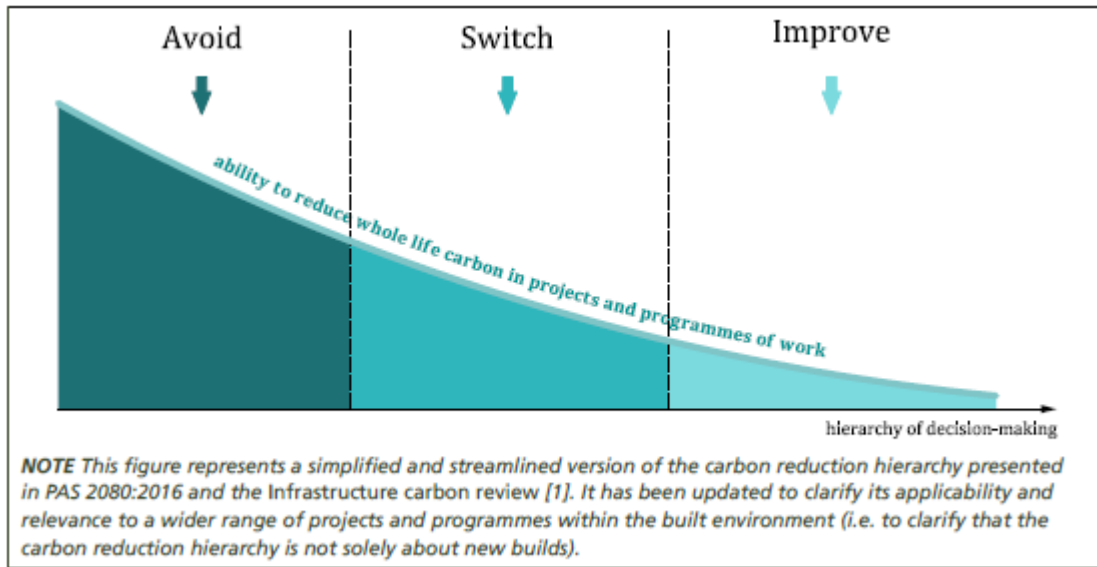 Avoid
Switch
Improve
ability to reduce whole life carbon in projects and programmes of work
hierarchy of decision-making
NOTE This figure represents a simplified and streamlined version of the carbon reduction hierarchy presented
in PAS 2080:2016 and the Infrastructure carbon review [1]. It has been updated to clarify its applicability and
relevance to a wider range of projects and programmes within the built environment (i.e. to clarify that the
carbon reduction hierarchy is not solely about new builds).